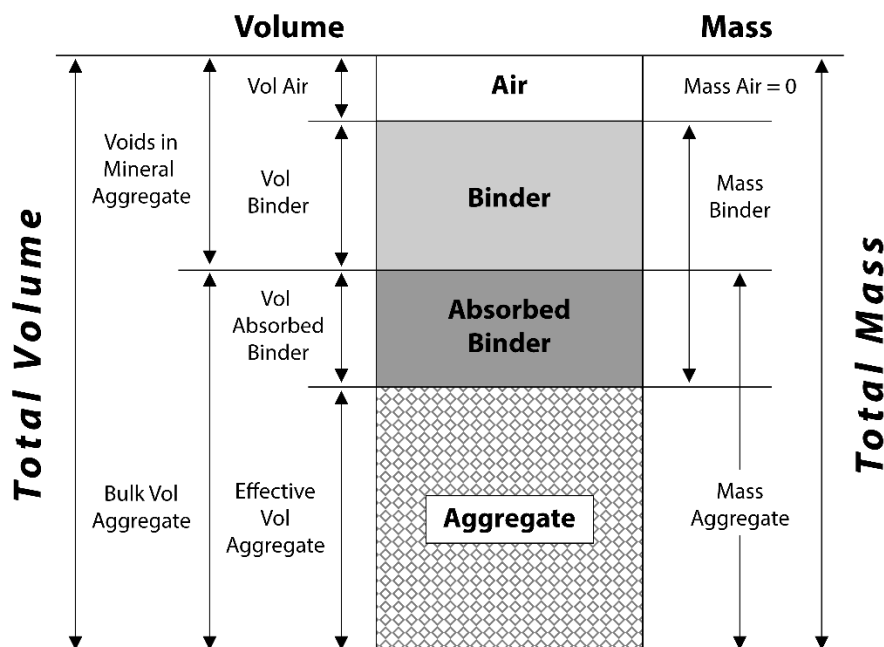 Volume
Mass
Total Volume
Voids in
Mineral
Aggregate
Vol Air
Air
Mass Air = 0
Vol
Binder
Binder
Mass
Binder
Vol
Absorbed
Binder
Absorbed
Binder
Bulk Vol
Aggregate
Effective
Vol
Aggregate
Aggregate
Mass
Aggregate
Total Mass